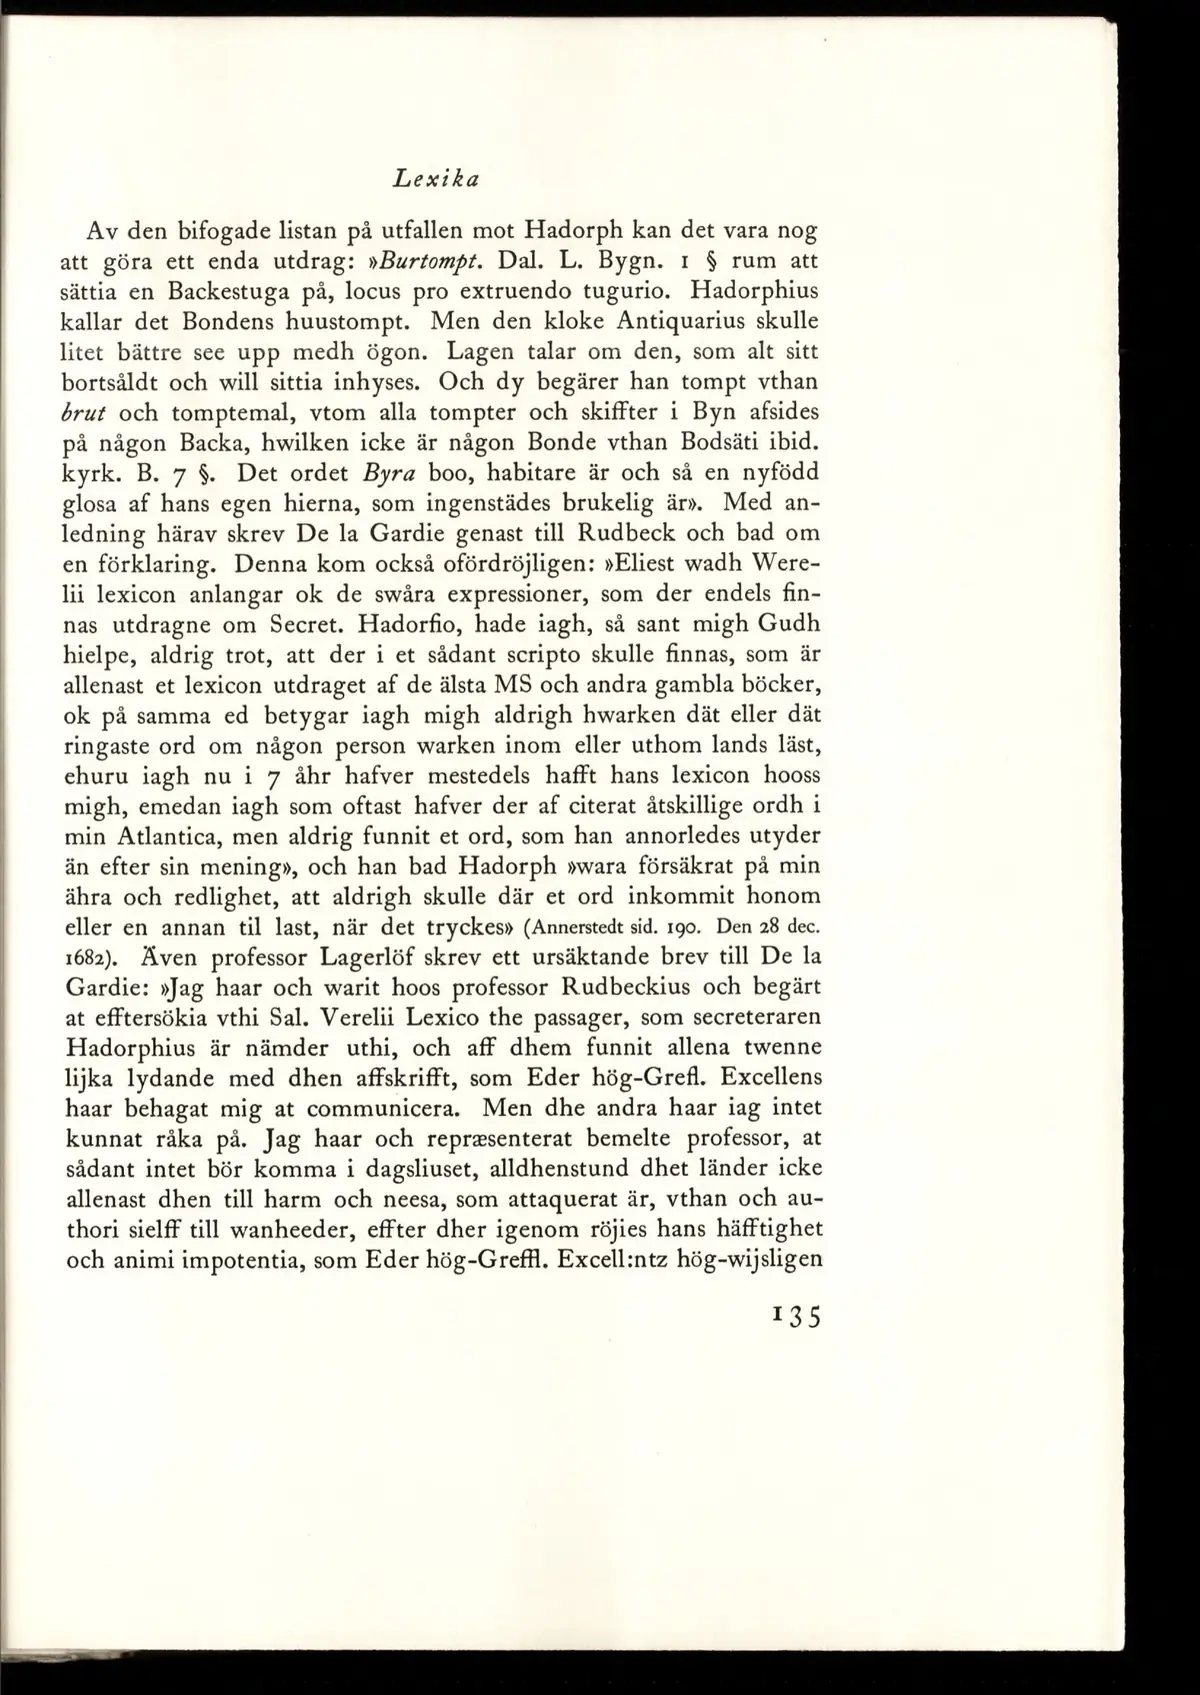 Lexika
Av den bifogade listan på utfallen mot Hadorph kan det vara nog
att göra ett enda utdrag: »Burtompt. Dal. L. Bygn. 1 § rum att
sättia en Backestuga på, locus pro extruendo tugurio. Hadorphius
kallar det Bondens huustompt. Men den kloke Antiquarius skulle
litet bättre see upp medh ögon. Lagen talar om den, som alt sitt
bortsåldt och will sittia inhyses. Och dy begärer han tompt vthan
brut och tomptemal, vtom alla tompter och skiffter i Byn afsides
på någon Backa, hwilken icke är någon Bonde vthan Bodsäti ibid.
kyrk. B. 7 §. Det ordet Byra boo, habitare är och så en nyfödd
glosa af hans egen hierna, som ingenstädes brukelig är». Med an-
ledning härav skrev De la Gardie genast till Rudbeck och bad om
en förklaring. Denna kom också ofördröjligen: »Eliest wadh Were-
lii lexicon anlangar ok de swåra expressioner, som der endels fin-
nas utdragne om Secret. Hadorfio, hade iagh, så sant migh Gudh
hielpe, aldrig trot, att der i et sådant scripto skulle finnas, som är
allenast et lexicon utdraget af de älsta MS och andra gambla böcker,
ok på samma ed betygar iagh migh aldrigh hwarken dät eller dät
ringaste ord om någon person warken inom eller uthom lands läst,
ehuru iagh nu i 7 åhr hafver mestedels hafft hans lexicon hooss
migh, emedan iagh som oftast hafver der af citerat åtskillige ordh i
min Atlantica, men aldrig funnit et ord, som han annorledes utyder
än efter sin mening», och han bad Hadorph »wara försäkrat på min
ähra och redlighet, att aldrigh skulle där et ord inkommit honom
eller en annan til last, när det tryckes» (Annerstedt sid. 190. Den 28 dec.
1682). Även professor Lagerlöf skrev ett ursäktande brev till De la
Gardie: »Jag haar och warit hoos professor Rudbeckius och begärt
at efftersökia vthi Sal. Verelii Lexico the passager, som secreteraren
Hadorphius är nämder uthi, och aff dhem funnit allena twenne
lijka lydande med dhen affskrifft, som Eder hög-Grefl. Excellens
haar behagat mig at communicera. Men dhe andra haar iag intet
kunnat råka på. Jag haar och repræsenterat bemelte professor, at
sådant intet bör komma i dagsliuset, alldhenstund dhet länder icke
allenast dhen till harm och neesa, som attaquerat är, vthan och au-
thori sielff till wanheeder, effter dher igenom röjies hans häfftighet
och animi impotentia, som Eder hög-Greffl. Excell:ntz hög-wijsligen
135